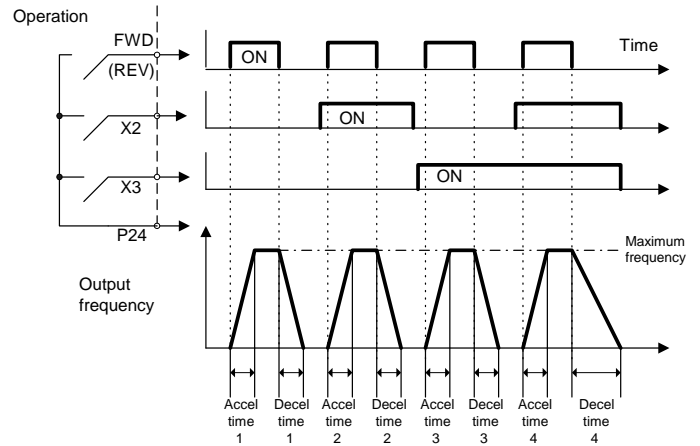 Operation
FWD
(REV)
ON
Time
X2
ON
X3
ON
P24
Maximum
frequency
Output
frequency
Accel
time
1
Decel
time
1
Accel
time
2
Decel
time
2
Accel
time
3
Decel
time
3
Accel
time
4
Decel
time
4